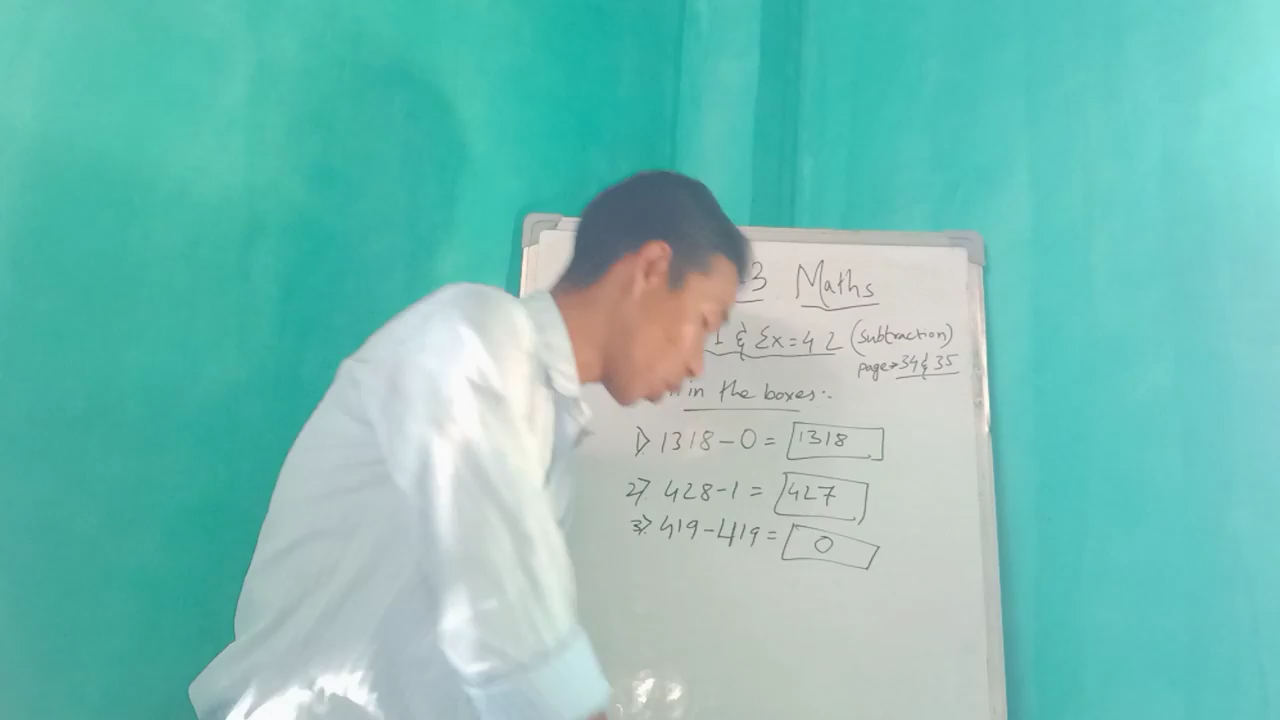 3 Maths
1 & Ex=4 2 (Subtraction)
page→34 & 35
in the boxes:-
1) 1318-0= 1318
2) 428-1= 427
3) 419-419= 0